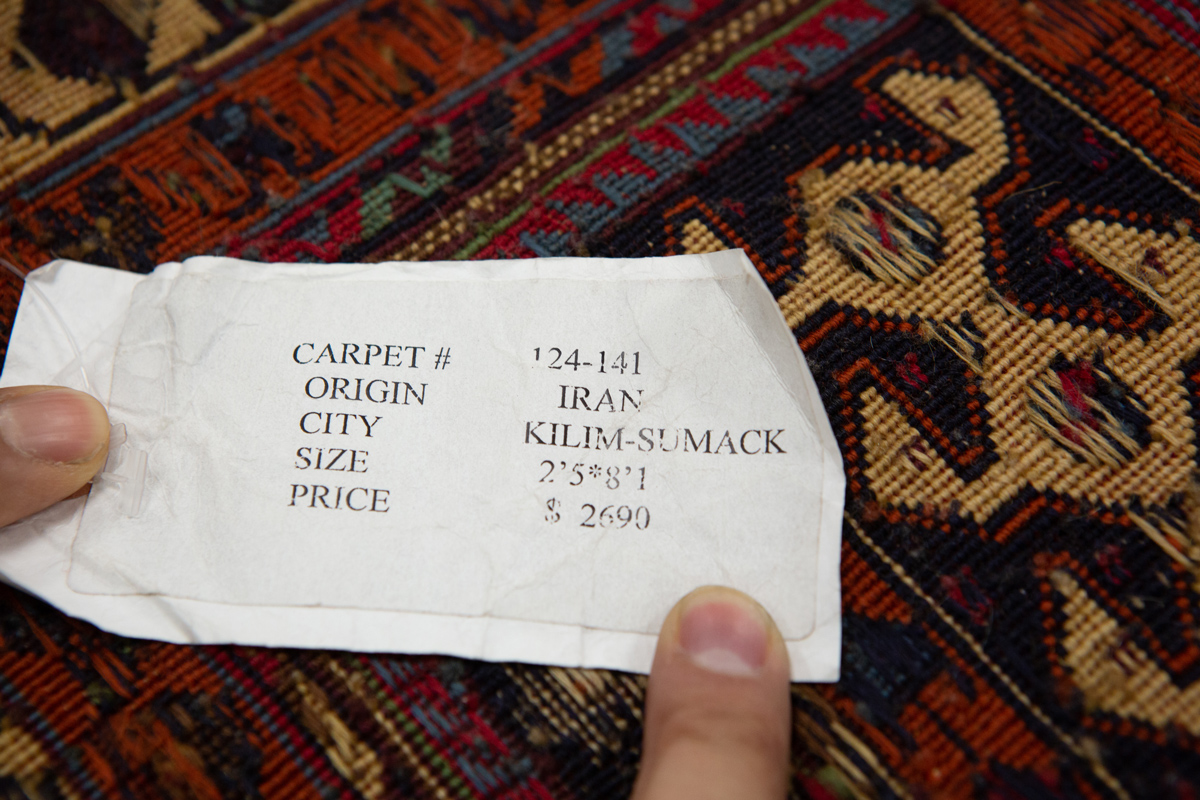 CARPET # 124-141
ORIGIN IRAN
CITY KILIM-SUMACK
SIZE 2'5*8'1
PRICE $ 2690